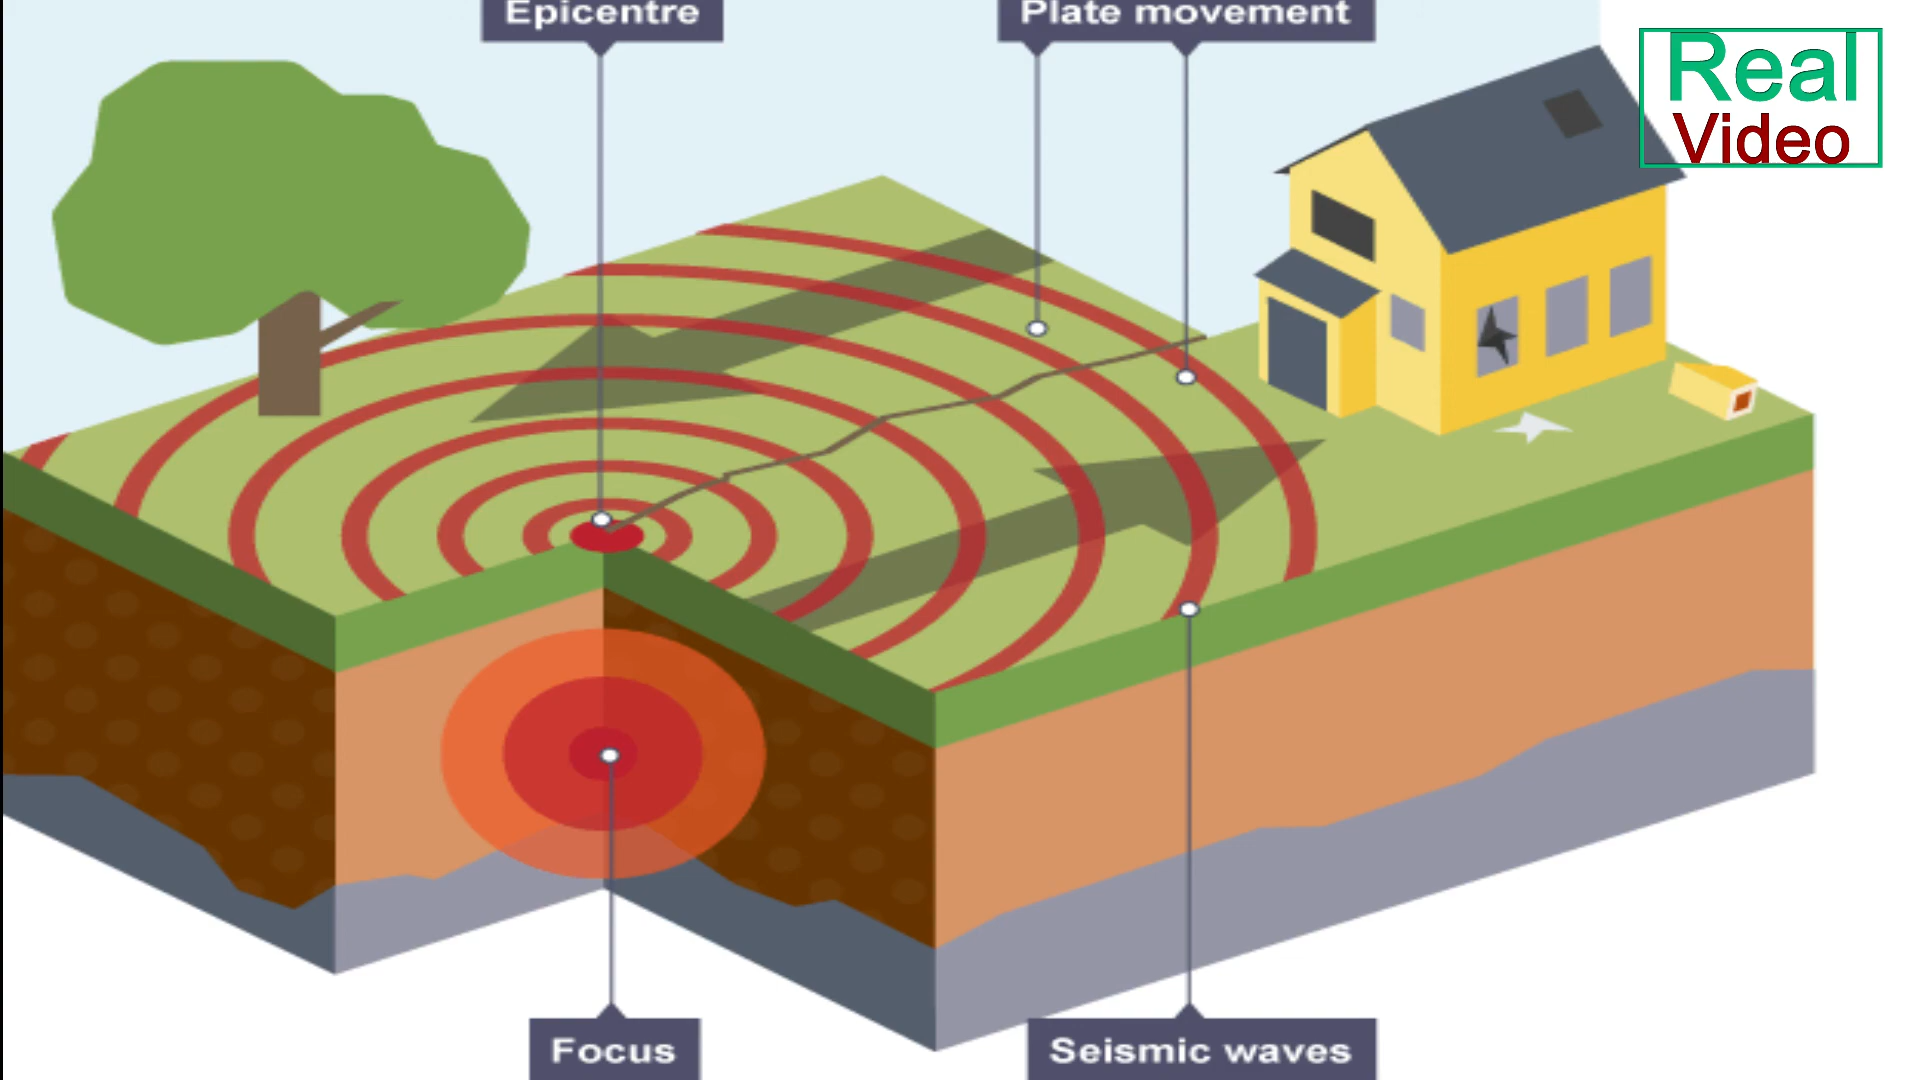 Epicentre
Plate movement
Real
Video
Focus
Seismic waves